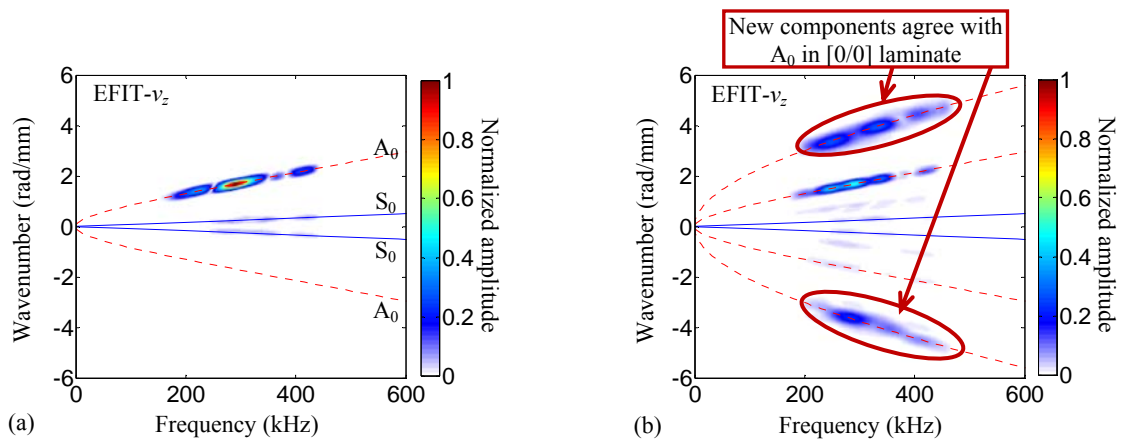 New components agree with
A₀ in [0/0] laminate
6
4
2
0
-2
-4
-6
Wavenumber (rad/mm)
EFIT-v_z
A₀
S₀
S₀
A₀
0
200
400
600
Frequency (kHz)
1
0.8
0.6
0.4
0.2
0
Normalized amplitude
(a)
6
4
2
0
-2
-4
-6
Wavenumber (rad/mm)
EFIT-v_z
0
200
400
600
Frequency (kHz)
1
0.8
0.6
0.4
0.2
0
Normalized amplitude
(b)